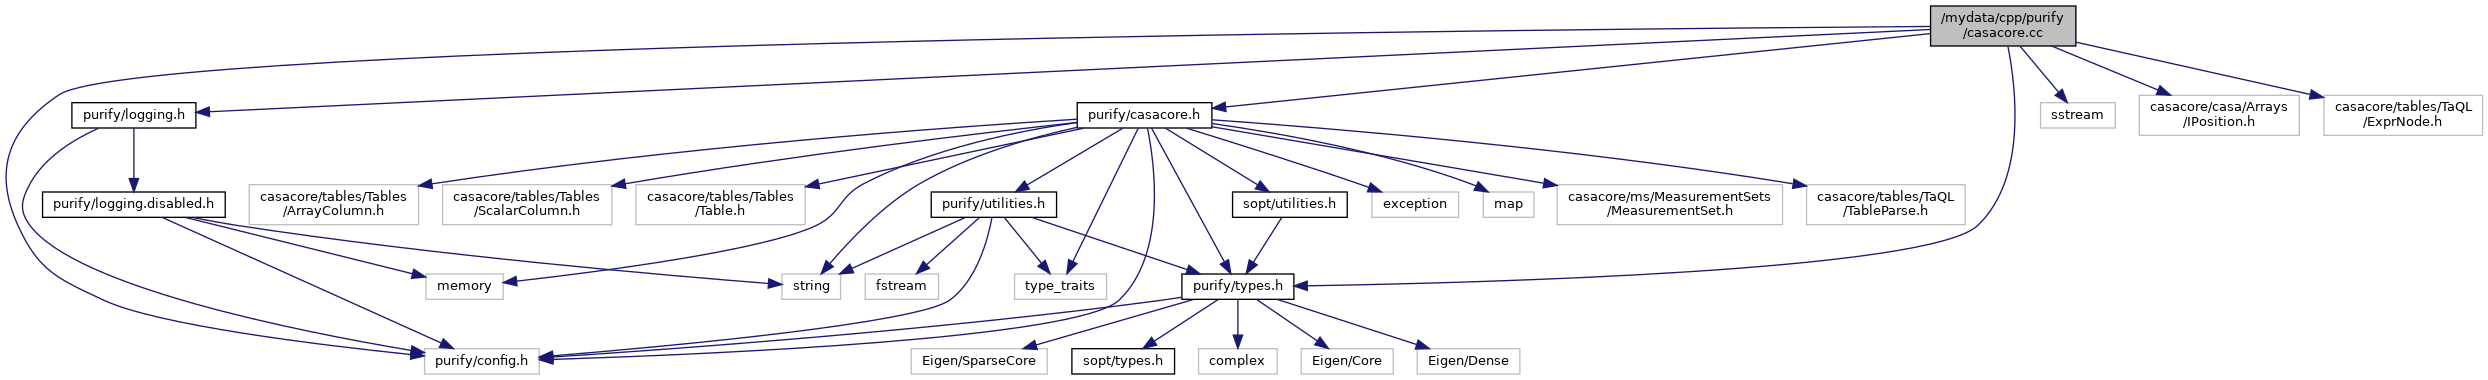 /mydata/cpp/purify
/casacore.cc
purify/logging.h
purify/casacore.h
sstream
casacore/casa/Arrays
/IPosition.h
casacore/tables/TaQL
/ExprNode.h
purify/logging.disabled.h
casacore/tables/Tables
/ArrayColumn.h
casacore/tables/Tables
/ScalarColumn.h
casacore/tables/Tables
/Table.h
purify/utilities.h
sopt/utilities.h
exception
map
casacore/ms/MeasurementSets
/MeasurementSet.h
casacore/tables/TaQL
/TableParse.h
memory
string
fstream
type_traits
purify/types.h
purify/config.h
Eigen/SparseCore
sopt/types.h
complex
Eigen/Core
Eigen/Dense